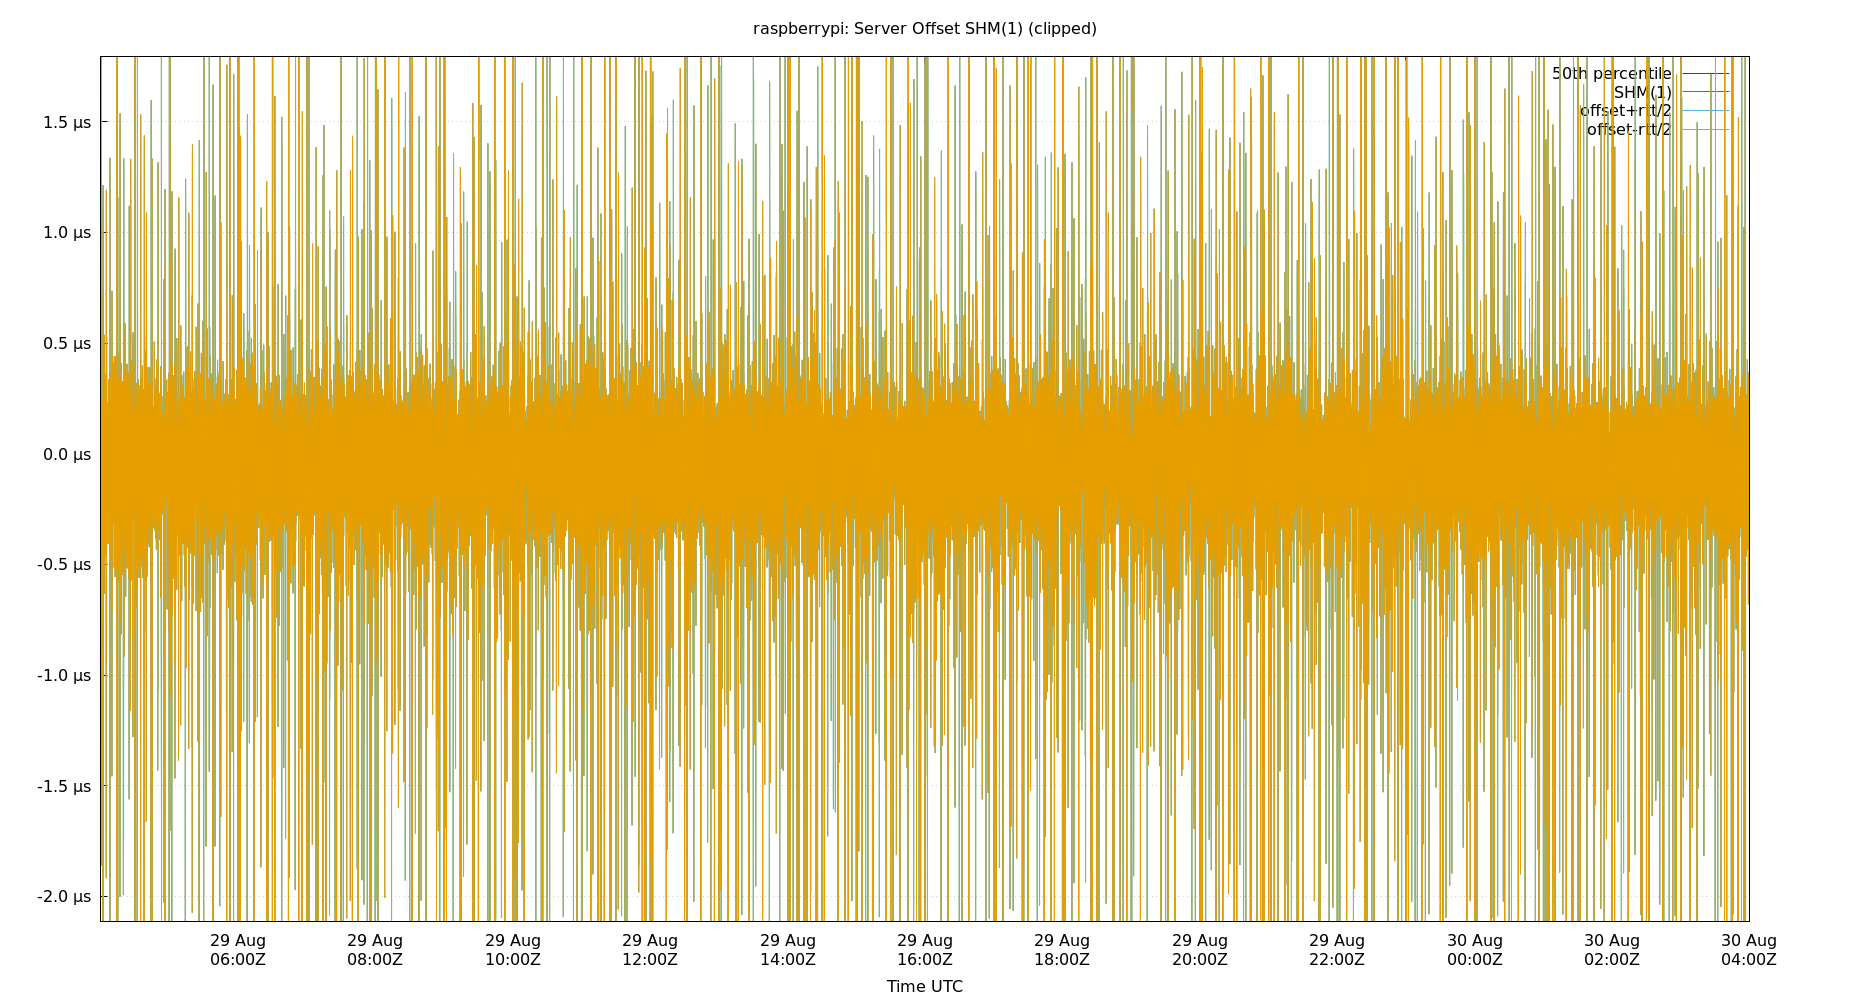 raspberrypi: Server Offset SHM(1) (clipped)
50th percentile
SHM(1)
offset+rtt/2
offset-rtt/2
1.5 µs
1.0 µs
0.5 µs
0.0 µs
-0.5 µs
-1.0 µs
-1.5 µs
-2.0 µs
29 Aug 29 Aug 29 Aug 29 Aug 29 Aug 29 Aug 29 Aug 29 Aug 29 Aug 30 Aug 30 Aug 30 Aug
06:00Z 08:00Z 10:00Z 12:00Z 14:00Z 16:00Z 18:00Z 20:00Z 22:00Z 00:00Z 02:00Z 04:00Z
Time UTC